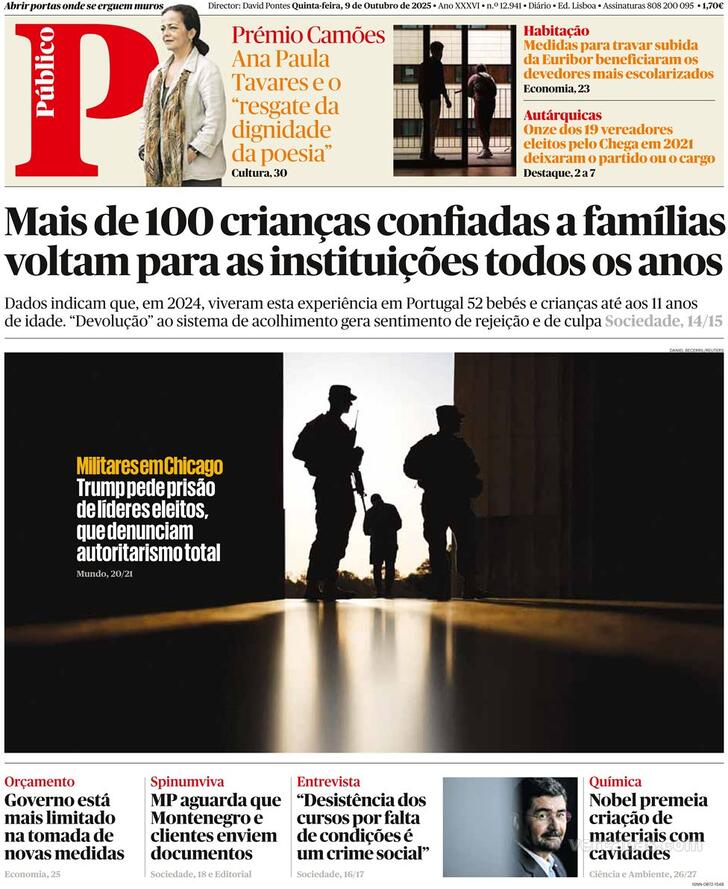 Abrir portas onde se erguem muros
Director: David Pontes Quinta-feira, 9 de Outubro de 2025 • Ano XXXVI • n.º 12.941 • Diário • Ed. Lisboa • Assinaturas 808 200 095 • 1,70€
Público
P
Prémio Camões
Ana Paula
Tavares e o
“resgate da
dignidade
da poesia”
Cultura, 30
Habitação
Medidas para travar subida
da Euribor beneficiaram os
devedores mais escolarizados
Economia, 23
Autárquicas
Onze dos 19 vereadores
eleitos pelo Chega em 2021
deixaram o partido ou o cargo
Destaque, 2 a 7
Mais de 100 crianças confiadas a famílias
voltam para as instituições todos os anos
Dados indicam que, em 2024, viveram esta experiência em Portugal 52 bebés e crianças até aos 11 anos
de idade. “Devolução” ao sistema de acolhimento gera sentimento de rejeição e de culpa Sociedade, 14/15
DANIEL BECERRIL/REUTERS
Militares em Chicago
Trump pede prisão
de líderes eleitos,
que denunciam
autoritarismo total
Mundo, 20/21
Orçamento
Governo está
mais limitado
na tomada de
novas medidas
Economia, 25
Spinumviva
MP aguarda que
Montenegro e
clientes enviem
documentos
Sociedade, 18 e Editorial
Entrevista
“Desistência dos
cursos por falta
de condições é
um crime social”
Sociedade, 16/17
Química
Nobel premeia
criação de
materiais com
cavidades
Ciência e Ambiente, 26/27
vercapas.com
ISNN-0872-1548